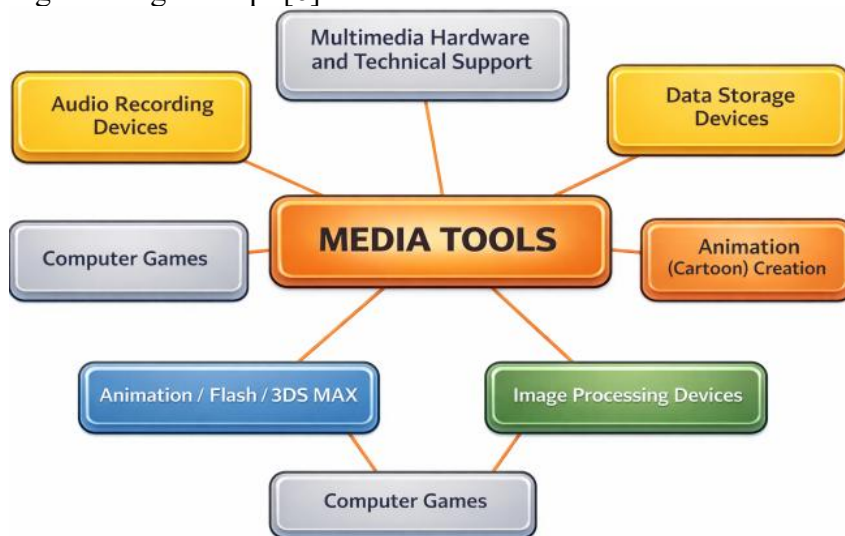 Multimedia Hardware
and Technical Support
Audio Recording
Devices
Data Storage
Devices
MEDIA TOOLS
Computer Games
Animation
(Cartoon) Creation
Animation / Flash / 3DS MAX
Image Processing Devices
Computer Games